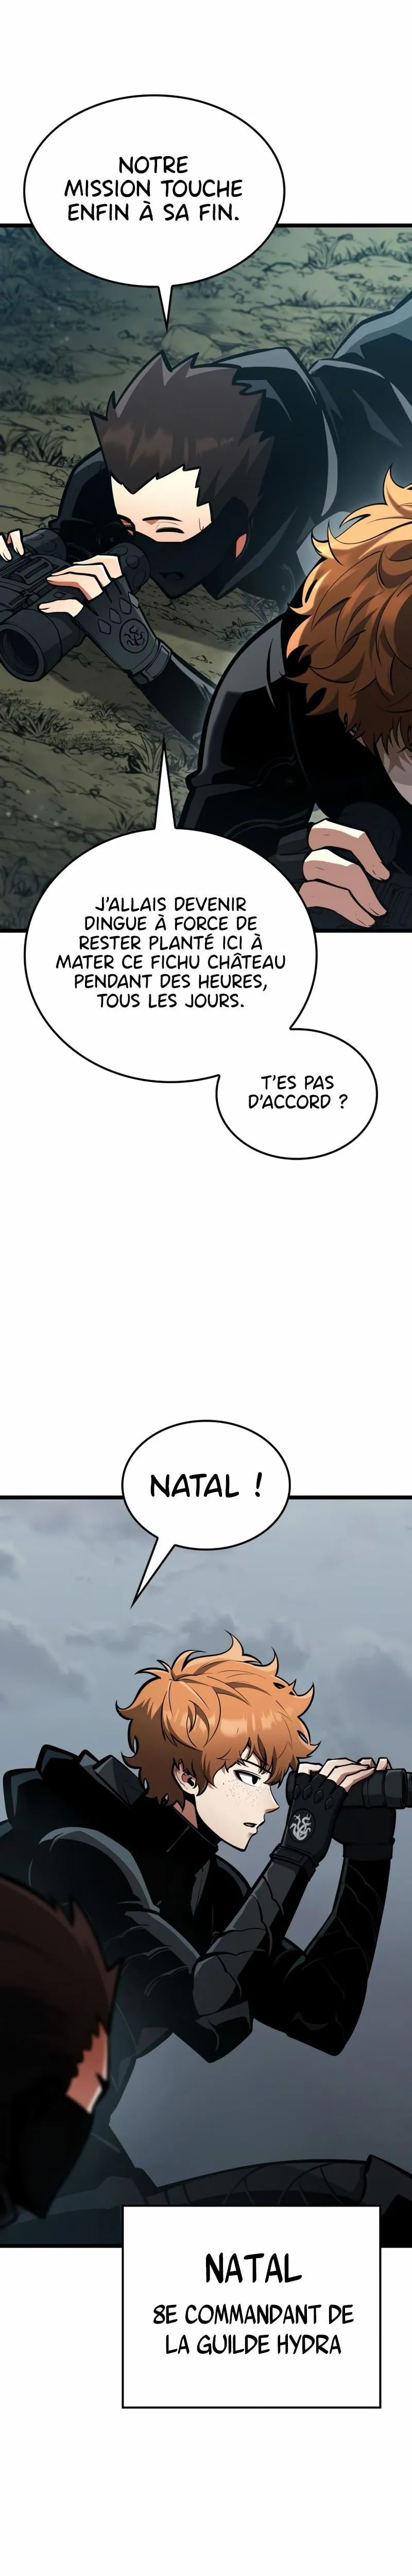 NOTRE
MISSION TOUCHE
ENFIN À SA FIN.
J'ALLAIS DEVENIR
DINGUE À FORCE DE
RESTER PLANTÉ ICI À
MATER CE FICHU CHÂTEAU
PENDANT DES HEURES,
TOUS LES JOURS.
T'ES PAS
D'ACCORD ?
NATAL !
NATAL
8E COMMANDANT DE
LA GUILDE HYDRA